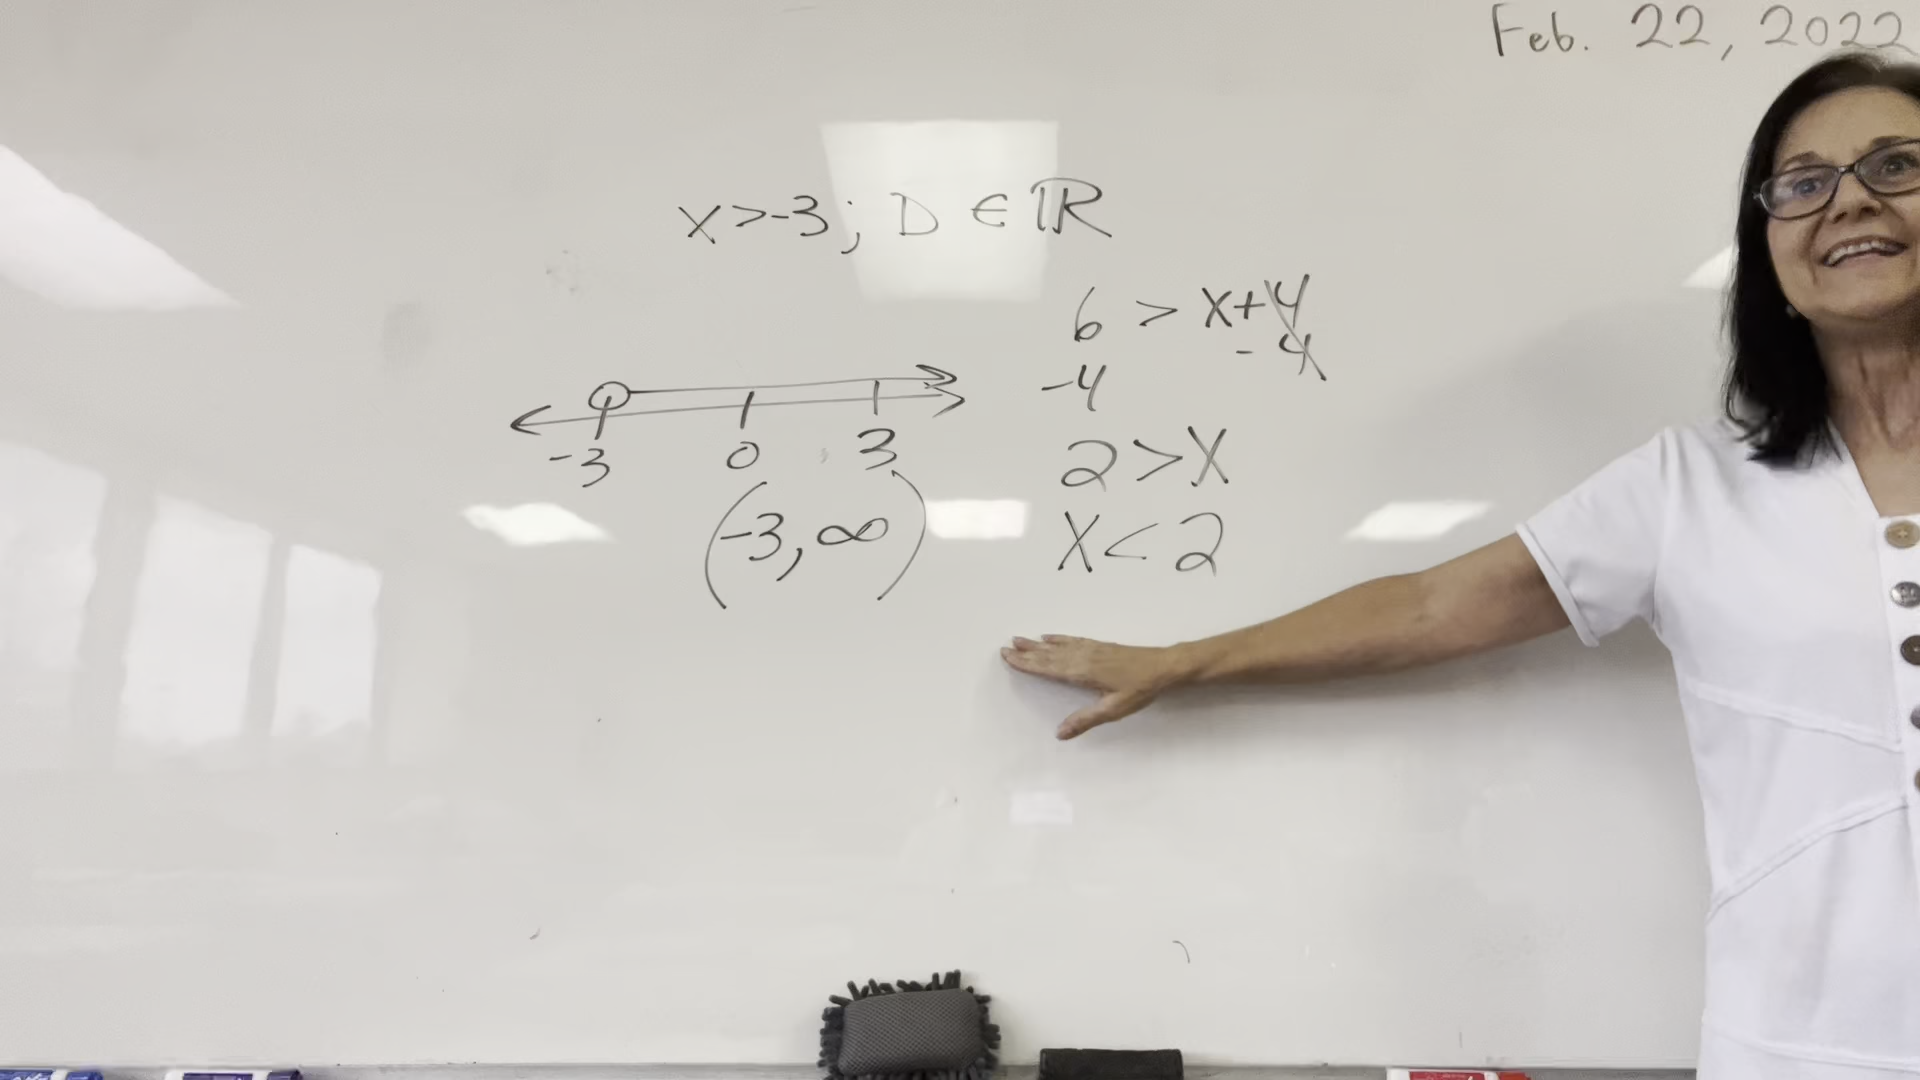 Feb. 22, 2022
x>-3; D ∈ ℝ
6 > x+4
- 4
-4
-3 0 3
2>x
(-3, ∞)
x<2